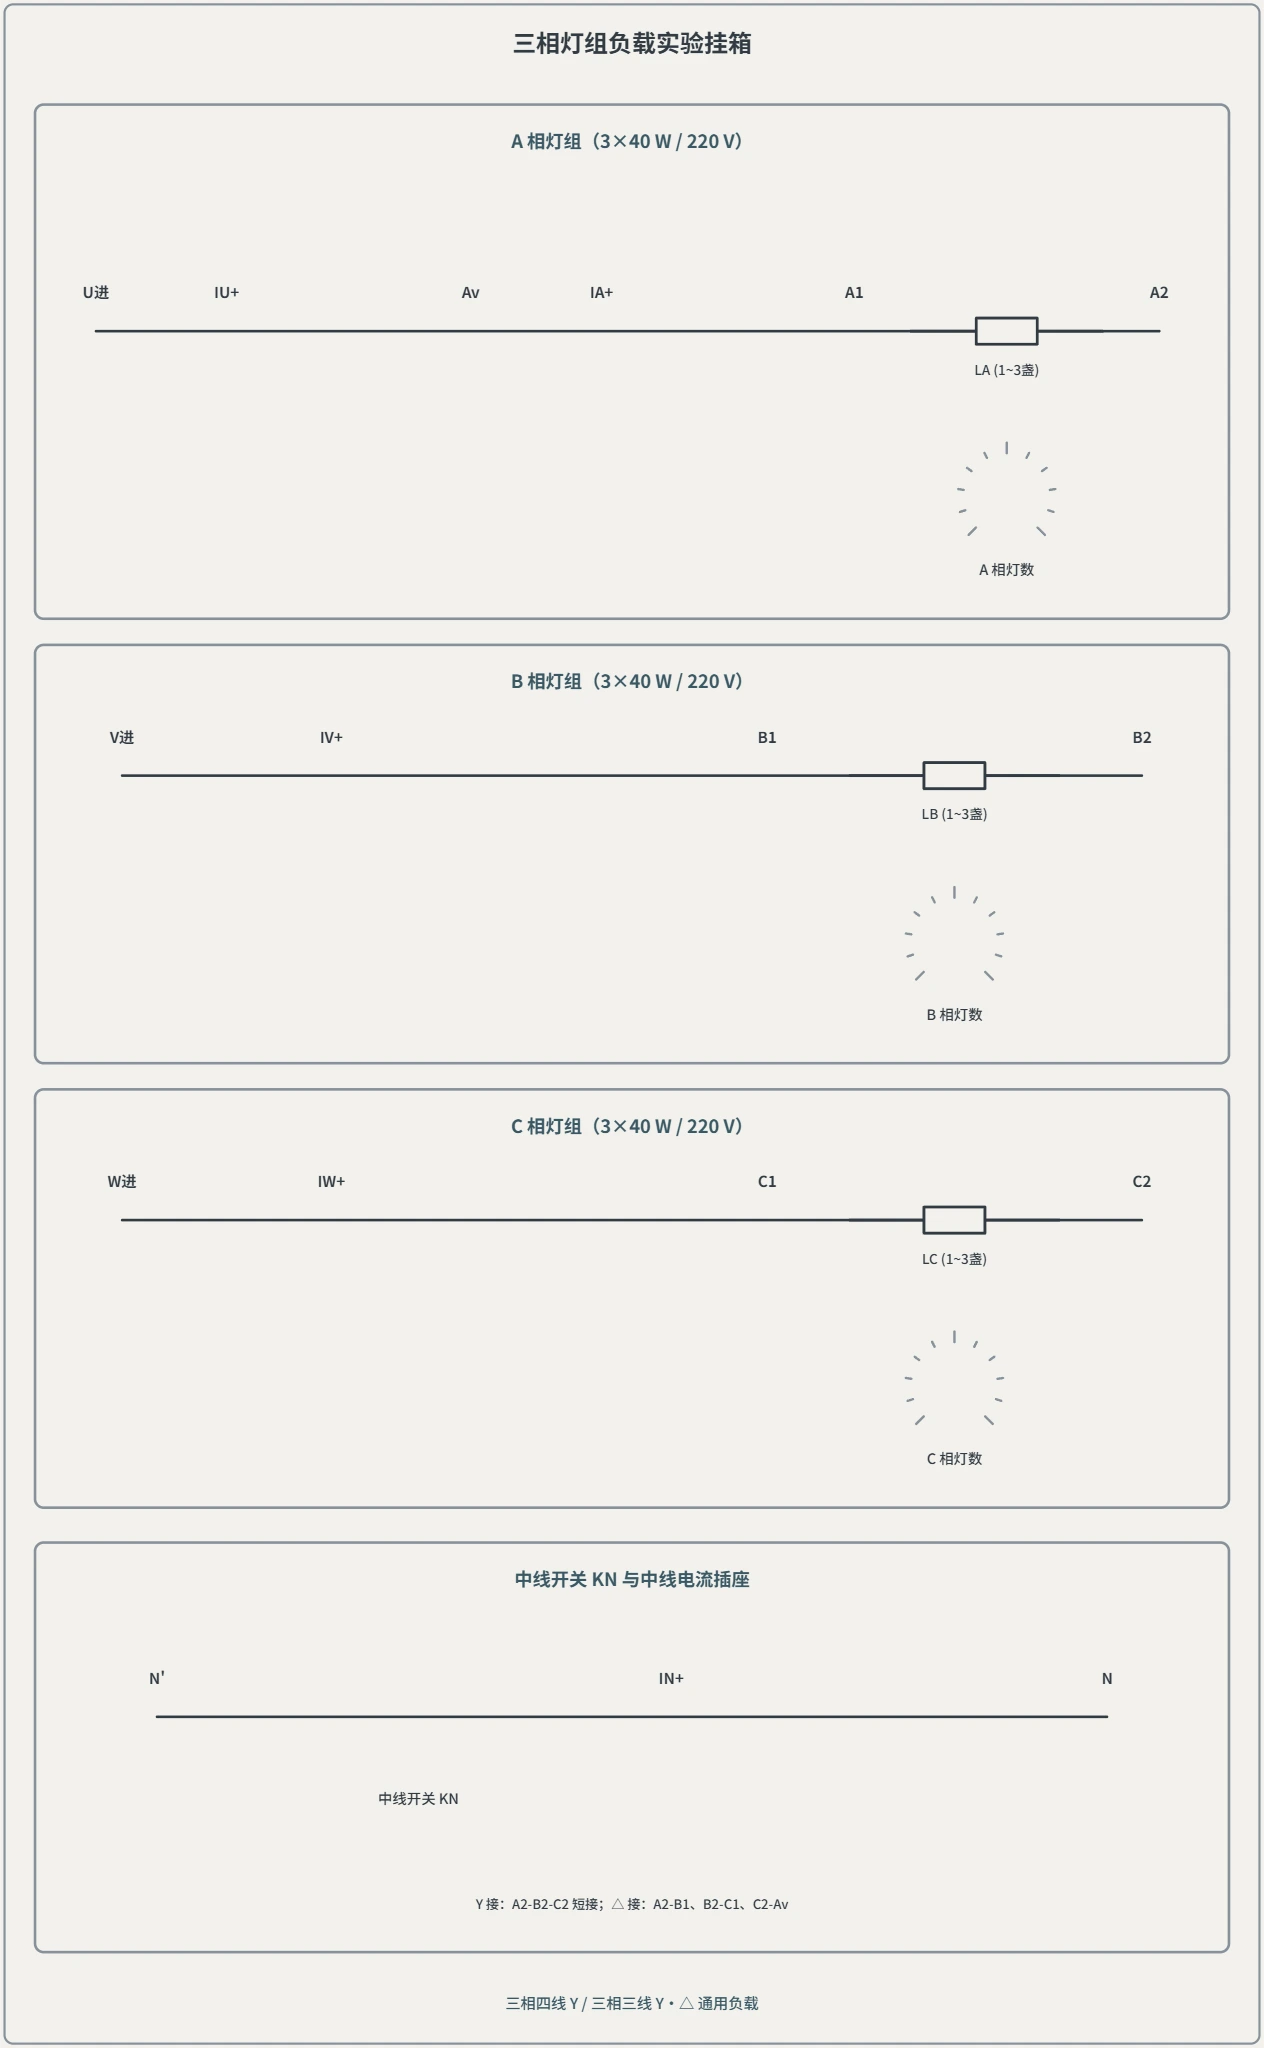 三相灯组负载实验挂箱
A 相灯组（3×40 W / 220 V）
U进 IU+ Av IA+ A1 A2
LA (1~3盏)
A 相灯数
B 相灯组（3×40 W / 220 V）
V进 IV+ B1 B2
LB (1~3盏)
B 相灯数
C 相灯组（3×40 W / 220 V）
W进 IW+ C1 C2
LC (1~3盏)
C 相灯数
中线开关 KN 与中线电流插座
N' IN+ N
中线开关 KN
Y 接：A2-B2-C2 短接；△ 接：A2-B1、B2-C1、C2-Av
三相四线 Y / 三相三线 Y・△ 通用负载